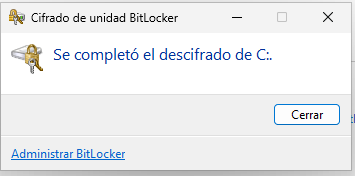 Cifrado de unidad BitLocker
Se completó el descifrado de C:.
Cerrar
Administrar BitLocker